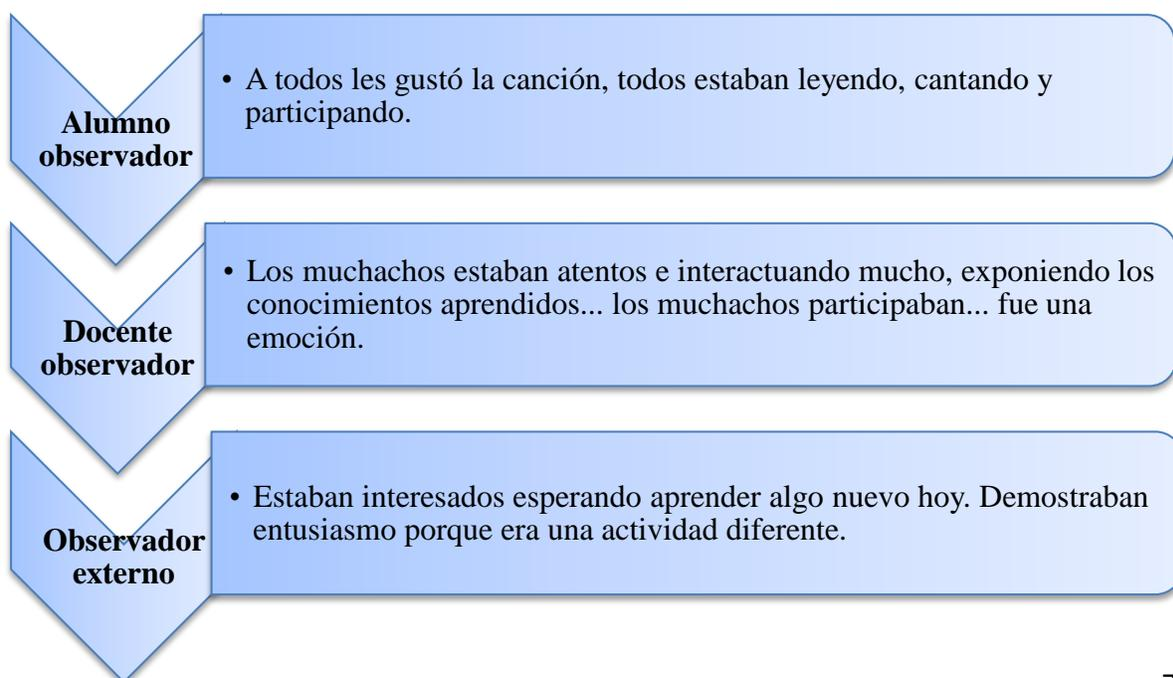 Alumno
observador
• A todos les gustó la canción, todos estaban leyendo, cantando y
participando.
Docente
observador
• Los muchachos estaban atentos e interactuando mucho, exponiendo los
conocimientos aprendidos... los muchachos participaban... fue una
emoción.
Observador
externo
• Estaban interesados esperando aprender algo nuevo hoy. Demostraban
entusiasmo porque era una actividad diferente.